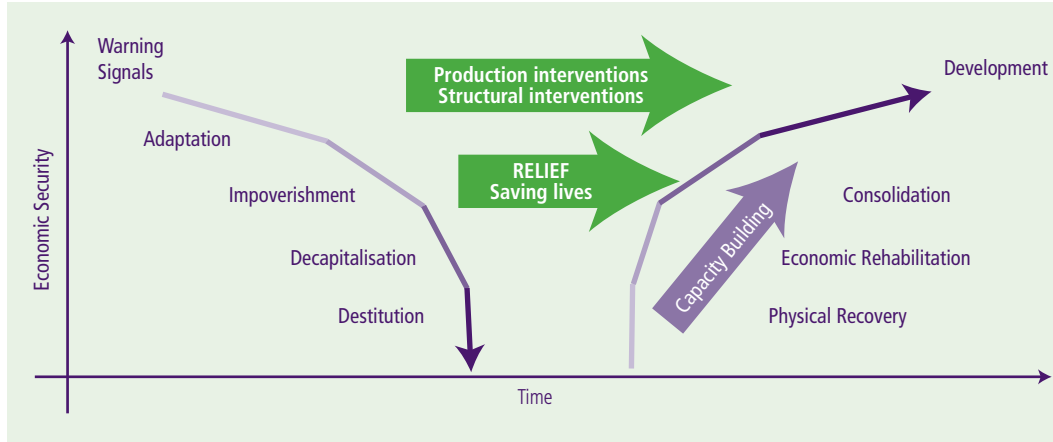 Warning
Signals
Adaptation
Impoverishment
Decapitalisation
Destitution
Production interventions
Structural interventions
RELIEF
Saving lives
Capacity Building
Development
Consolidation
Economic Rehabilitation
Physical Recovery
Economic Security
Time